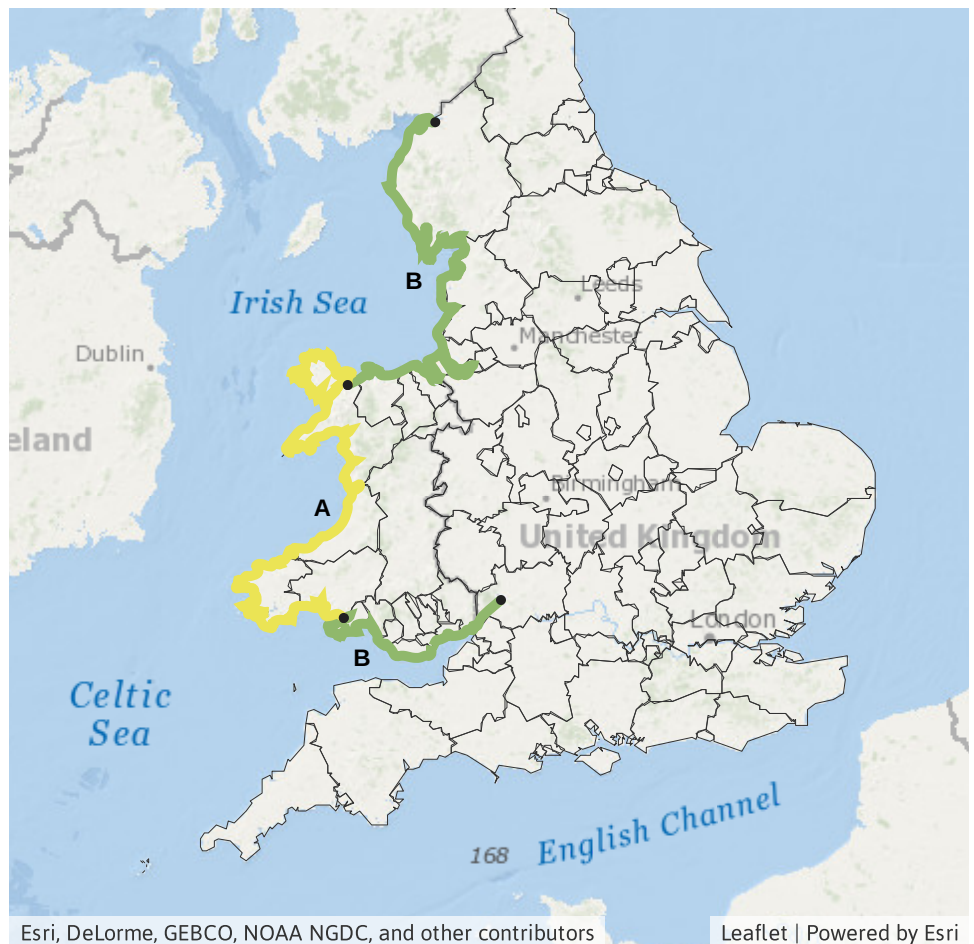 B
Leeds
Irish Sea
Manchester
Dublin
eland
Birmingham
A
United Kingdom
London
B
Celtic
Sea
English Channel
168
Esri, DeLorme, GEBCO, NOAA NGDC, and other contributors
Leaflet | Powered by Esri